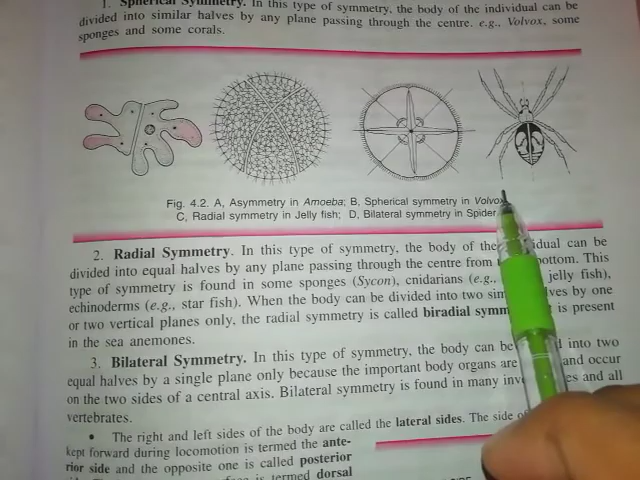 1. Spherical Symmetry. In this type of symmetry, the body of the individual can be
divided into similar halves by any plane passing through the centre. e.g., Volvox, some
sponges and some corals.
Fig. 4.2. A, Asymmetry in Amoeba; B, Spherical symmetry in Volvox
C, Radial symmetry in Jelly fish; D, Bilateral symmetry in Spider
2. Radial Symmetry. In this type of symmetry, the body of the can be
divided into equal halves by any plane passing through the centre from This
type of symmetry is found in some sponges (Sycon), cnidarians (e.g., jelly fish),
echinoderms (e.g., star fish). When the body can be divided into two by one
or two vertical planes only, the radial symmetry is called biradial is present
in the sea anemones.
3. Bilateral Symmetry. In this type of symmetry, the body can be into two
equal halves by a single plane only because the important body organs are and occur
on the two sides of a central axis. Bilateral symmetry is found in many and all
vertebrates.
• The right and left sides of the body are called the lateral sides. The side
kept forward during locomotion is termed the ante-
rior side and the opposite one is called posterior
is termed dorsal